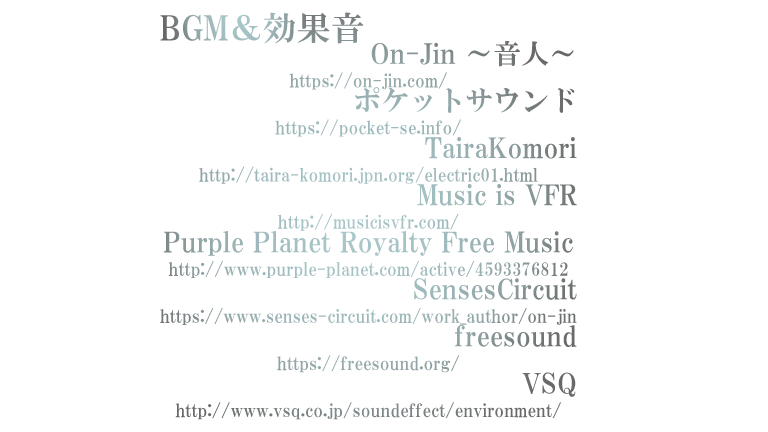 BGM＆効果音
On-Jin ～音人～
https://on-jin.com/
ポケットサウンド
https://pocket-se.info/
TairaKomori
http://taira-komori.jpn.org/electric01.html
Music is VFR
http://musicisvfr.com/
Purple Planet Royalty Free Music
http://www.purple-planet.com/active/4593376812
SensesCircuit
https://www.senses-circuit.com/work_author/on-jin
freesound
https://freesound.org/
VSQ
http://www.vsq.co.jp/soundeffect/environment/